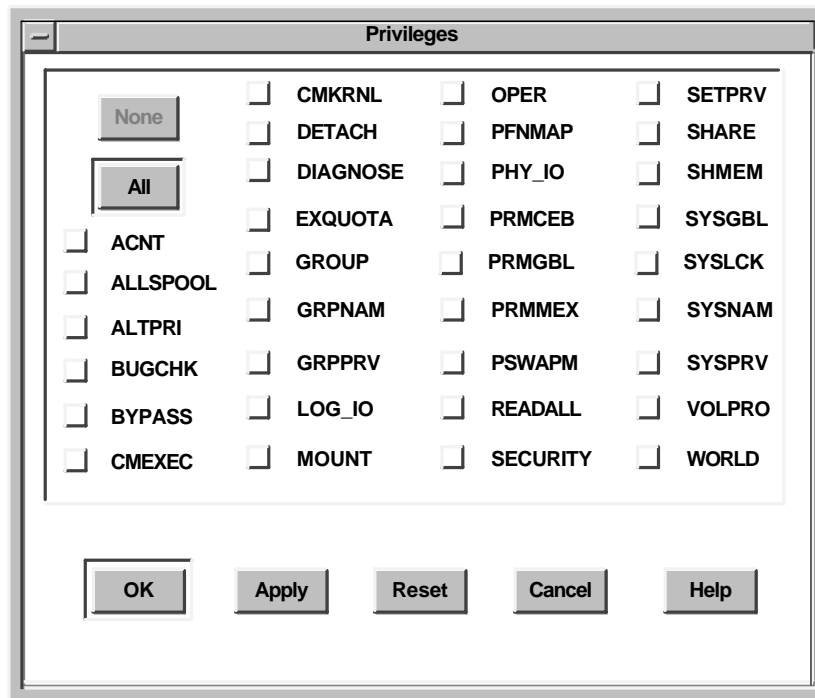 Privileges
None
All
ACNT
ALLSPOOL
ALTPRI
BUGCHK
BYPASS
CMEXEC
CMKRNL
DETACH
DIAGNOSE
EXQUOTA
GROUP
GRPNAM
GRPPRV
LOG_IO
MOUNT
OPER
PFNMAP
PHY_IO
PRMCEB
PRMGBL
PRMMEX
PSWAPM
READALL
SECURITY
SETPRV
SHARE
SHMEM
SYSGBL
SYSLCK
SYSNAM
SYSPRV
VOLPRO
WORLD
OK Apply Reset Cancel Help